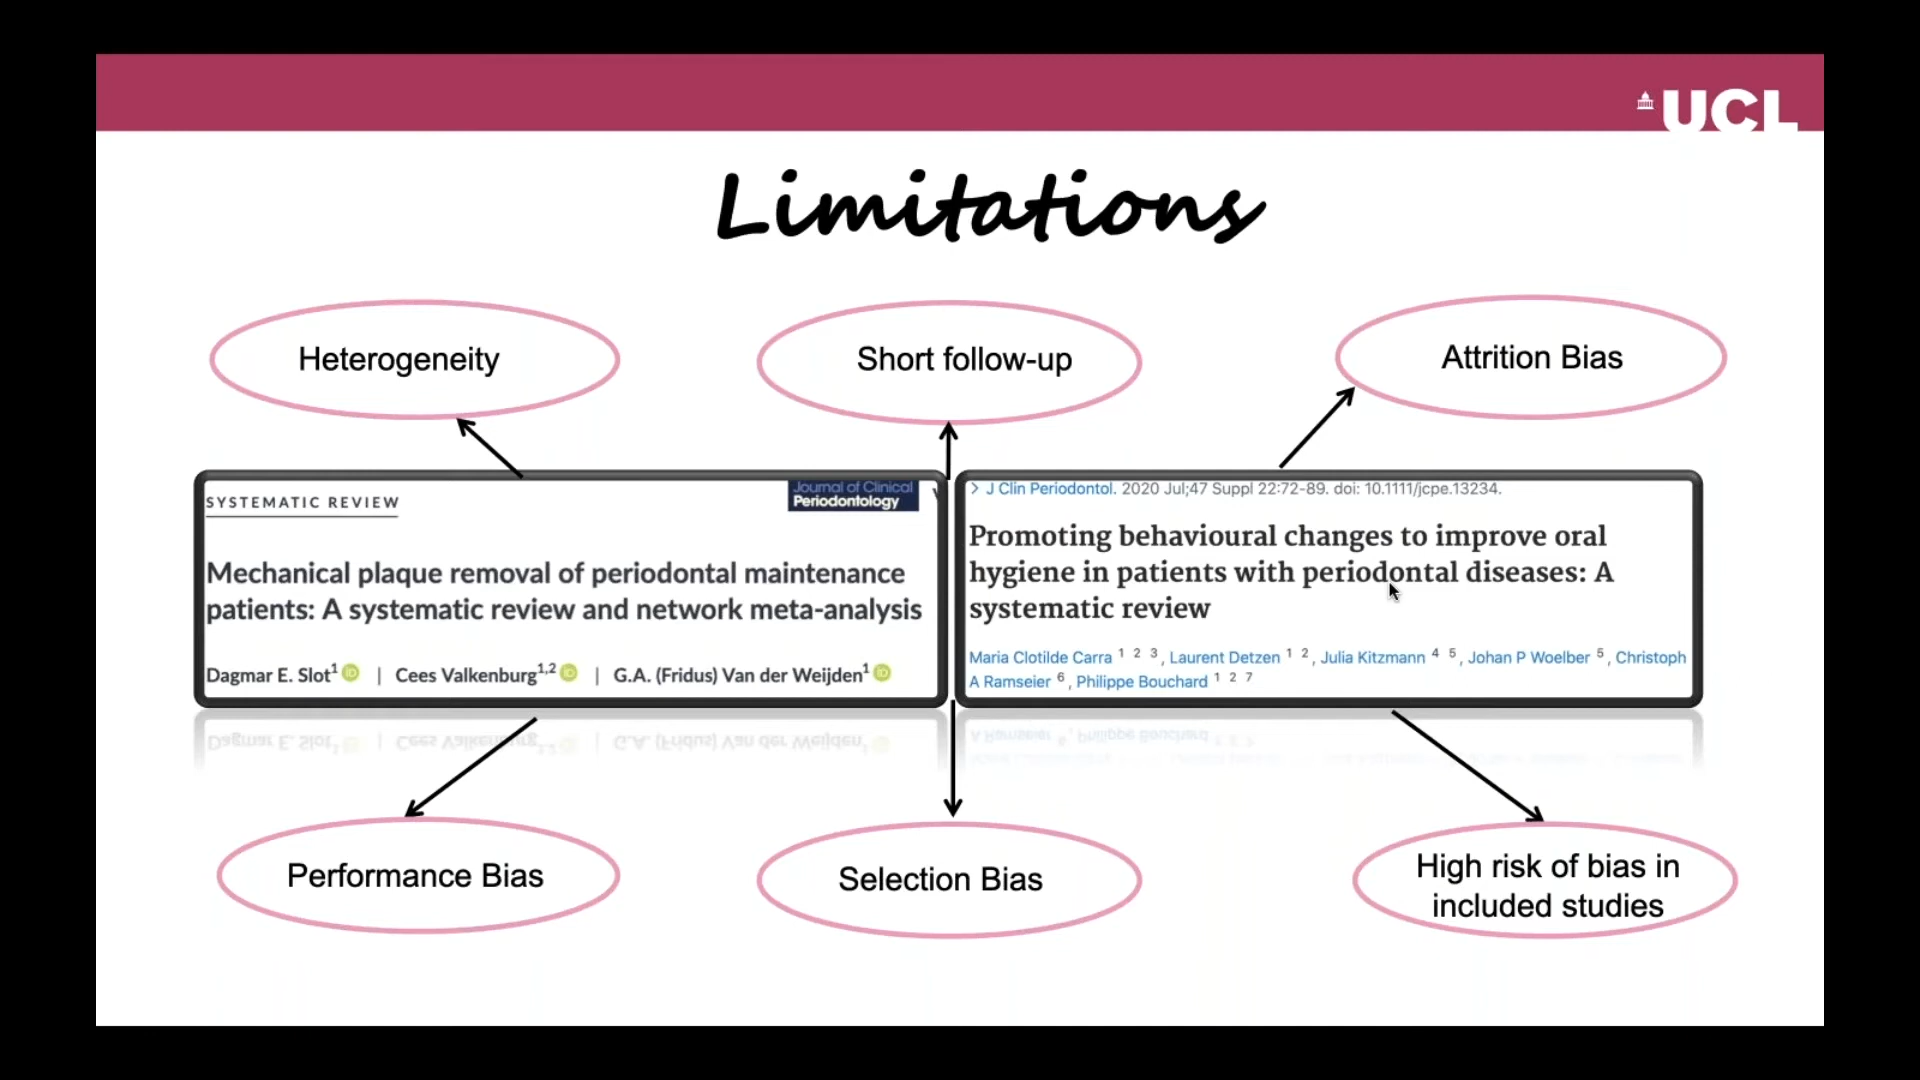 UCL
Limitations
Heterogeneity
Short follow-up
Attrition Bias
SYSTEMATIC REVIEW
Journal of Clinical
Periodontology
Mechanical plaque removal of periodontal maintenance
patients: A systematic review and network meta-analysis
Dagmar E. Slot1 | Cees Valkenburg1,2 | G.A. (Fridus) Van der Weijden1
> J Clin Periodontol. 2020 Jul;47 Suppl 22:72-89. doi: 10.1111/jcpe.13234.
Promoting behavioural changes to improve oral
hygiene in patients with periodontal diseases: A
systematic review
Maria Clotilde Carra 1 2 3, Laurent Detzen 1 2, Julia Kitzmann 4 5, Johan P Woelber 5, Christoph
A Ramseier 6, Philippe Bouchard 1 2 7
Performance Bias
Selection Bias
High risk of bias in
included studies